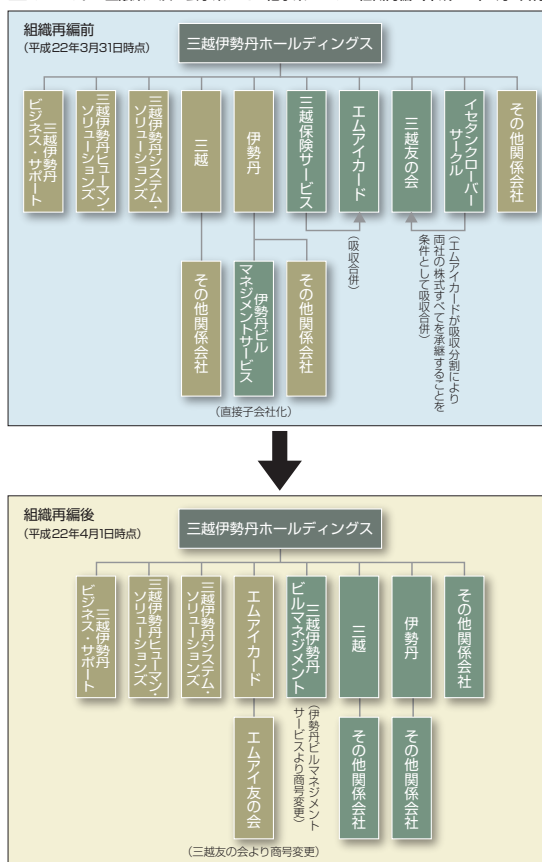 組織再編前
(平成22年3月31日時点)
三越伊勢丹ホールディングス
三越伊勢丹
ビジネス・サポート
三越伊勢丹ヒューマン・
ソリューションズ
三越伊勢丹システム・
ソリューションズ
三越
伊勢丹
三越保険サービス
エムアイカード
三越友の会
イセタンクローバー
サークル
その他関係会社
(吸収合併)
(エムアイカードが吸収分割により
両社の株式すべてを承継することを
条件として吸収合併)
その他関係会社
伊勢丹ビル
マネジメントサービス
その他関係会社
(直接子会社化)
組織再編後
(平成22年4月1日時点)
三越伊勢丹ホールディングス
三越伊勢丹
ビジネス・サポート
三越伊勢丹ヒューマン・
ソリューションズ
三越伊勢丹システム・
ソリューションズ
エムアイカード
三越伊勢丹
ビルマネジメント
三越
伊勢丹
その他関係会社
(伊勢丹ビルマネジメント
サービスより商号変更)
エムアイ友の会
その他関係会社
その他関係会社
(三越友の会より商号変更)